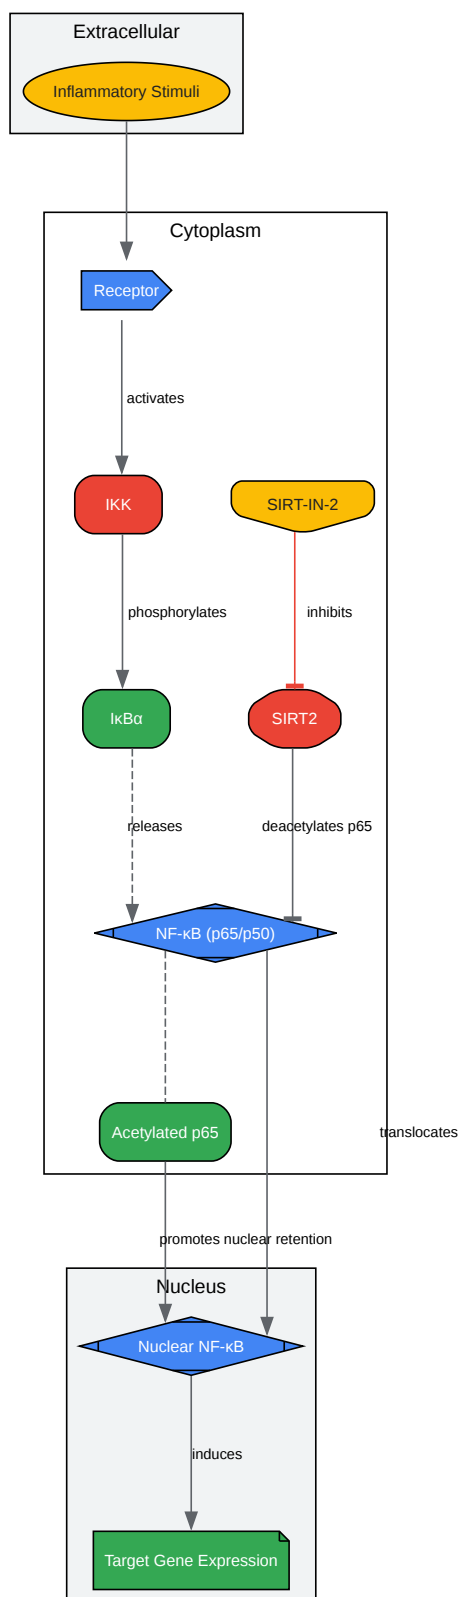 Extracellular
Inflammatory Stimuli
Cytoplasm
Receptor
activates
IKK
SIRT-IN-2
phosphorylates
inhibits
IκBα
SIRT2
releases
deacetylates p65
NF-κB (p65/p50)
Acetylated p65
translocates
promotes nuclear retention
Nucleus
Nuclear NF-κB
induces
Target Gene Expression